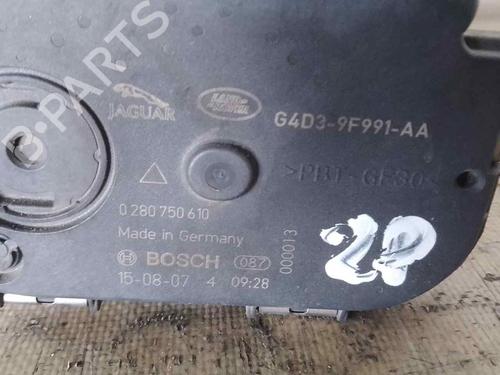 B-PARTS
JAGUAR
LAND
ROVER
G4D3-9F991-AA
>PBT-GF30<
0 280 750 610
Made in Germany
BOSCH 087
000013
15-08-07 4 09:28